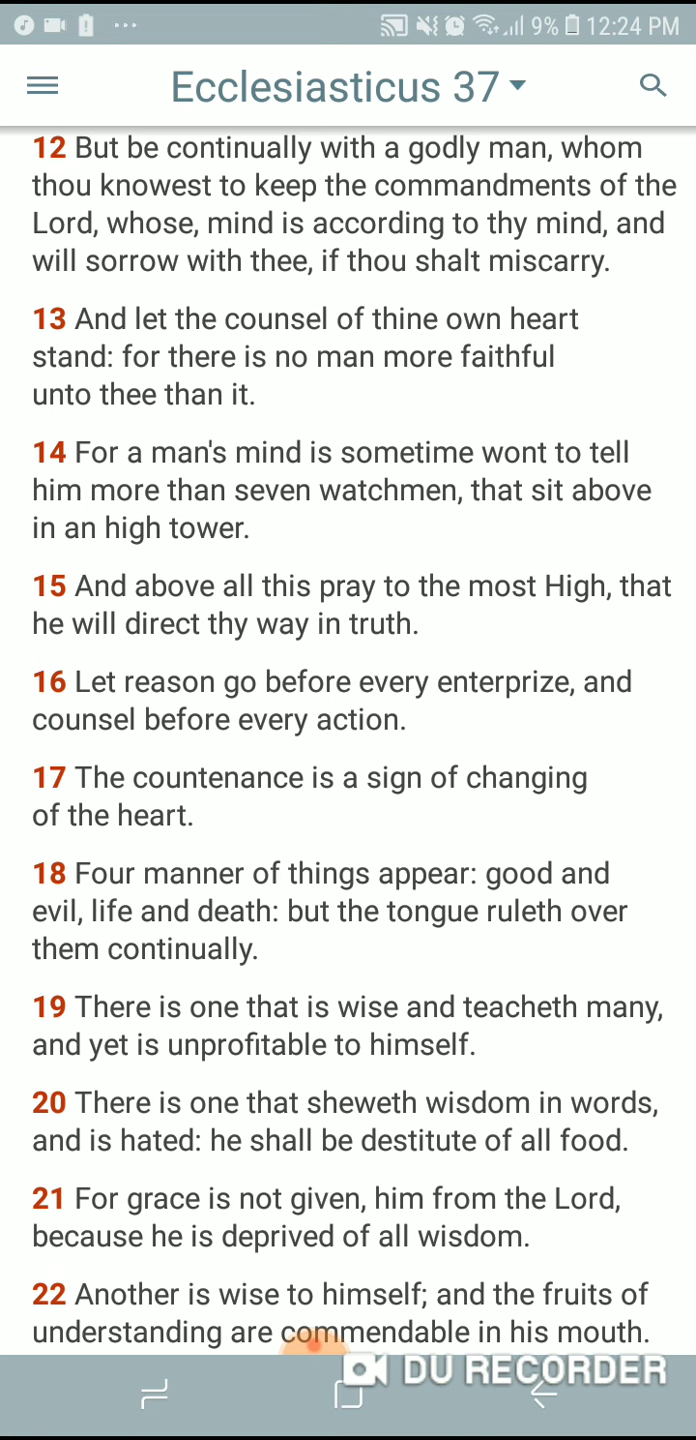 9% 12:24 PM
Ecclesiasticus 37
12 But be continually with a godly man, whom
thou knowest to keep the commandments of the
Lord, whose, mind is according to thy mind, and
will sorrow with thee, if thou shalt miscarry.
13 And let the counsel of thine own heart
stand: for there is no man more faithful
unto thee than it.
14 For a man's mind is sometime wont to tell
him more than seven watchmen, that sit above
in an high tower.
15 And above all this pray to the most High, that
he will direct thy way in truth.
16 Let reason go before every enterprize, and
counsel before every action.
17 The countenance is a sign of changing
of the heart.
18 Four manner of things appear: good and
evil, life and death: but the tongue ruleth over
them continually.
19 There is one that is wise and teacheth many,
and yet is unprofitable to himself.
20 There is one that sheweth wisdom in words,
and is hated: he shall be destitute of all food.
21 For grace is not given, him from the Lord,
because he is deprived of all wisdom.
22 Another is wise to himself; and the fruits of
understanding are commendable in his mouth.
DU RECORDER